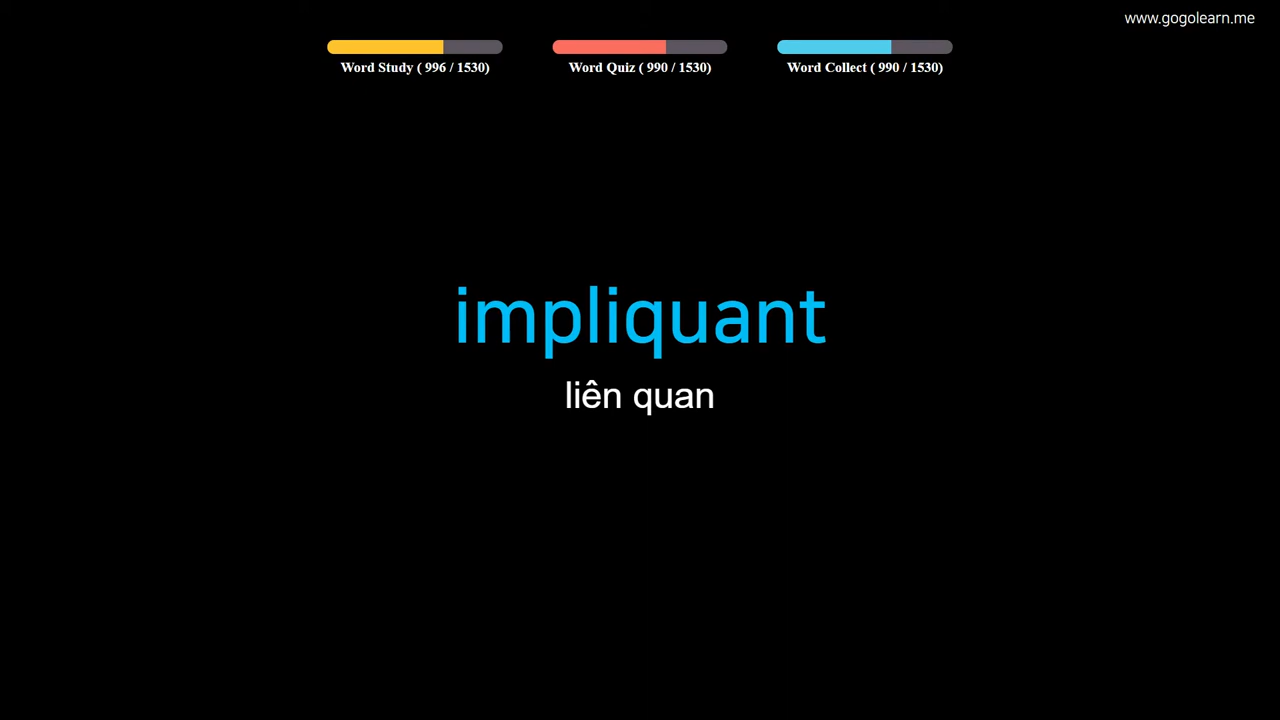 www.gogolearn.me
Word Study ( 996 / 1530)
Word Quiz ( 990 / 1530)
Word Collect ( 990 / 1530)
impliquant
liên quan